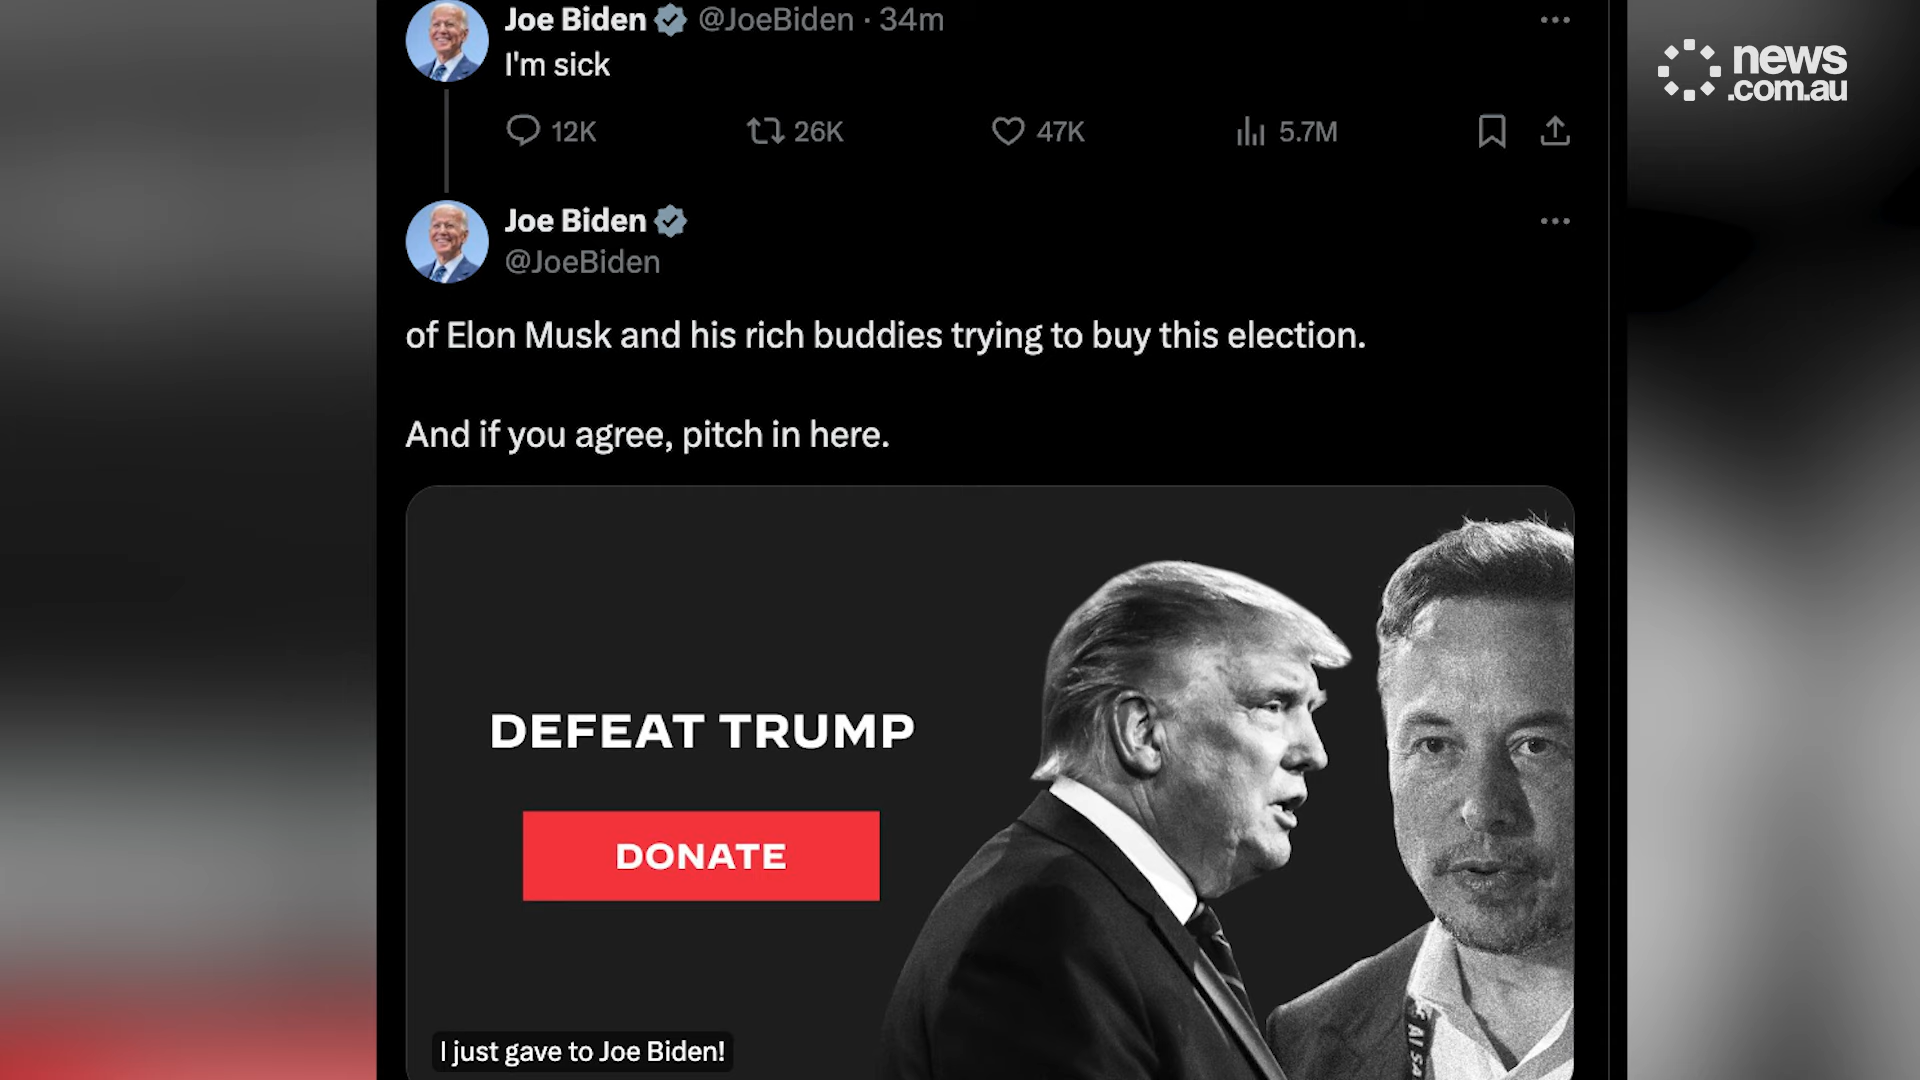 Joe Biden @JoeBiden · 34m
I'm sick
12K 26K 47K 5.7M
news
.com.au
Joe Biden
@JoeBiden
of Elon Musk and his rich buddies trying to buy this election.
And if you agree, pitch in here.
DEFEAT TRUMP
DONATE
I just gave to Joe Biden!